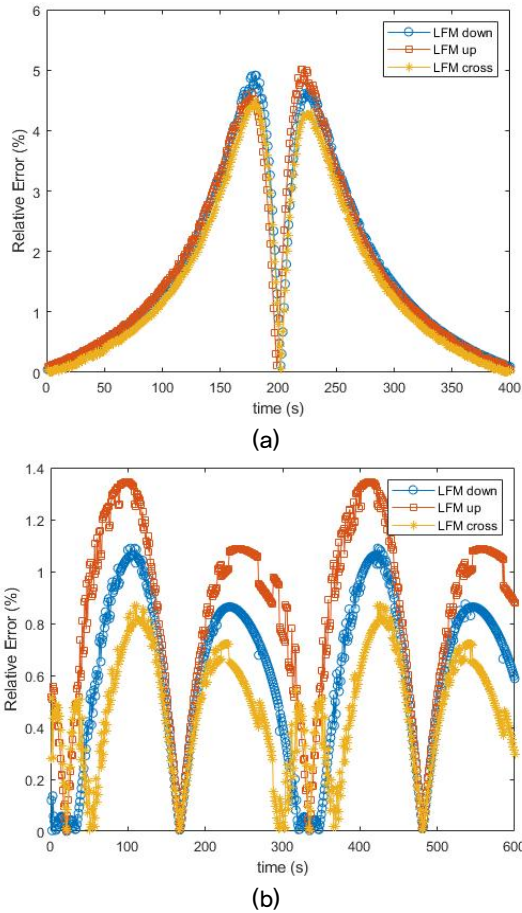 6
5
4
3
2
1
0
Relative Error (%)
LFM down
LFM up
LFM cross
0 50 100 150 200 250 300 350 400
time (s)
(a)
1.4
1.2
1
0.8
0.6
0.4
0.2
0
Relative Error (%)
LFM down
LFM up
LFM cross
0 100 200 300 400 500 600
time (s)
(b)